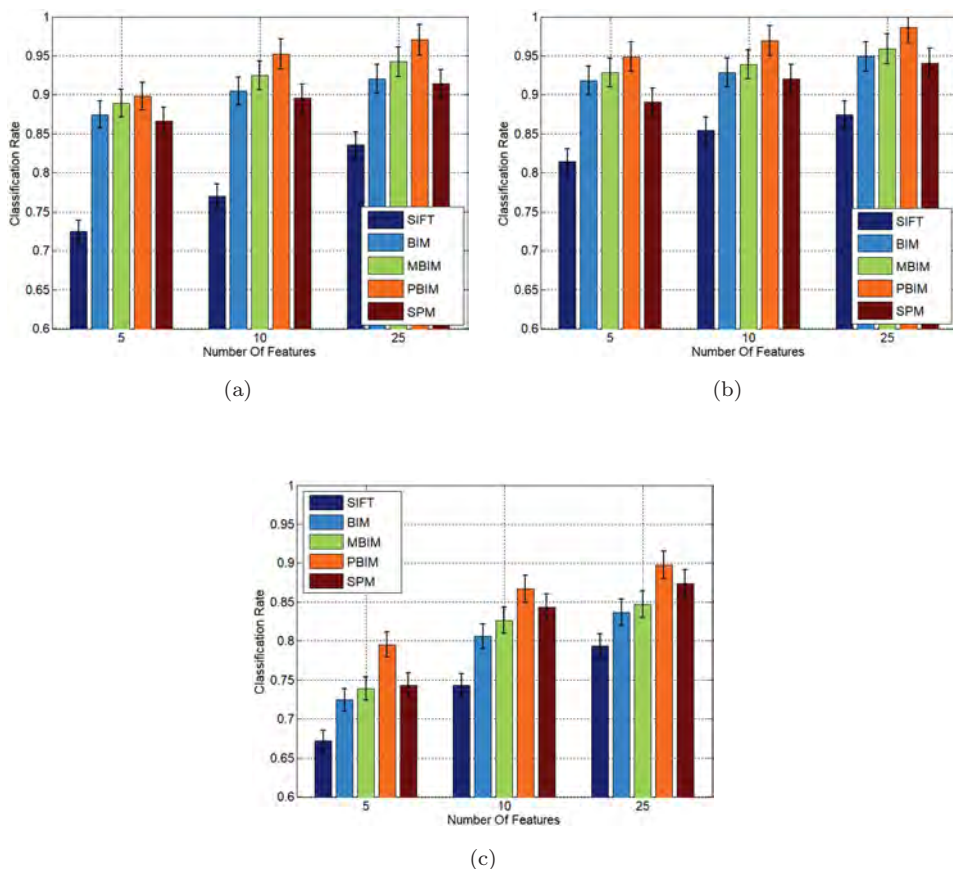 1
0.95
0.9
0.85
0.8
0.75
0.7
0.65
0.6
Classification Rate
SIFT
BIM
MBIM
PBIM
SPM
5 10 25
Number Of Features
(a)
1
0.95
0.9
0.85
0.8
0.75
0.7
0.65
0.6
Classification Rate
SIFT
BIM
MBIM
PBIM
SPM
5 10 25
Number Of Features
(b)
1
0.95
0.9
0.85
0.8
0.75
0.7
0.65
0.6
Classification Rate
SIFT
BIM
MBIM
PBIM
SPM
5 10 25
Number Of Features
(c)